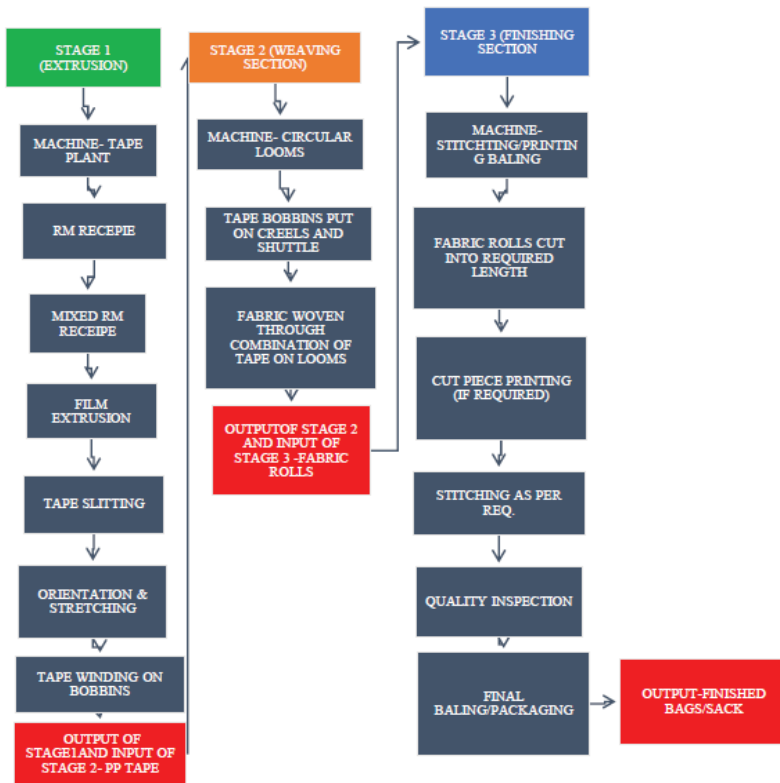 STAGE 1
(EXTRUSION)
MACHINE- TAPE
PLANT
RM RECEPIE
MIXED RM
RECEIPE
FILM
EXTRUSION
TAPE SLITTING
ORIENTATION &
STRETCHING
TAPE WINDING ON
BOBBINS
OUTPUT OF
STAGE1AND INPUT OF
STAGE 2- PP TAPE
STAGE 2 (WEAVING
SECTION)
MACHINE- CIRCULAR
LOOMS
TAPE BOBBINS PUT
ON CREELS AND
SHUTTLE
FABRIC WOVEN
THROUGH
COMBINATION OF
TAPE ON LOOMS
OUTPUTOF STAGE 2
AND INPUT OF
STAGE 3 -FABRIC
ROLLS
STAGE 3 (FINISHING
SECTION
MACHINE-
STICHTING/PRINTIN
G BALING
FABRIC ROLLS CUT
INTO REQUIRED
LENGTH
CUT PIECE PRINTING
(IF REQUIRED)
STITCHING AS PER
REQ.
QUALITY INSPECTION
FINAL
BALING/PACKAGING
OUTPUT-FINISHED
BAGS/SACK